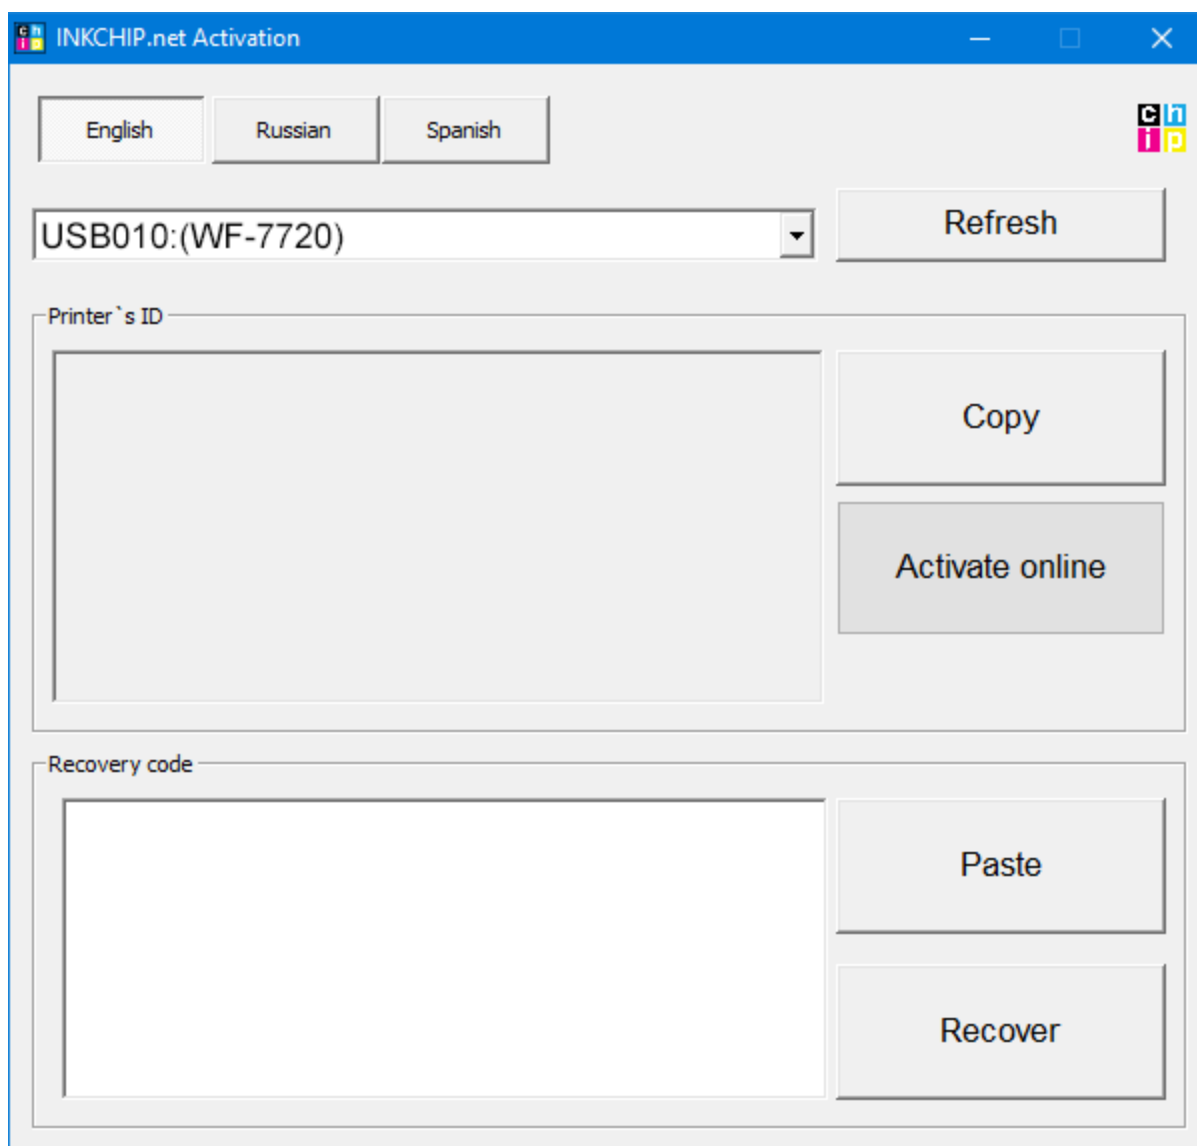 INKCHIP.net Activation
English Russian Spanish
chip
USB010:(WF-7720) Refresh
Printer`s ID
Copy
Activate online
Recovery code
Paste
Recover